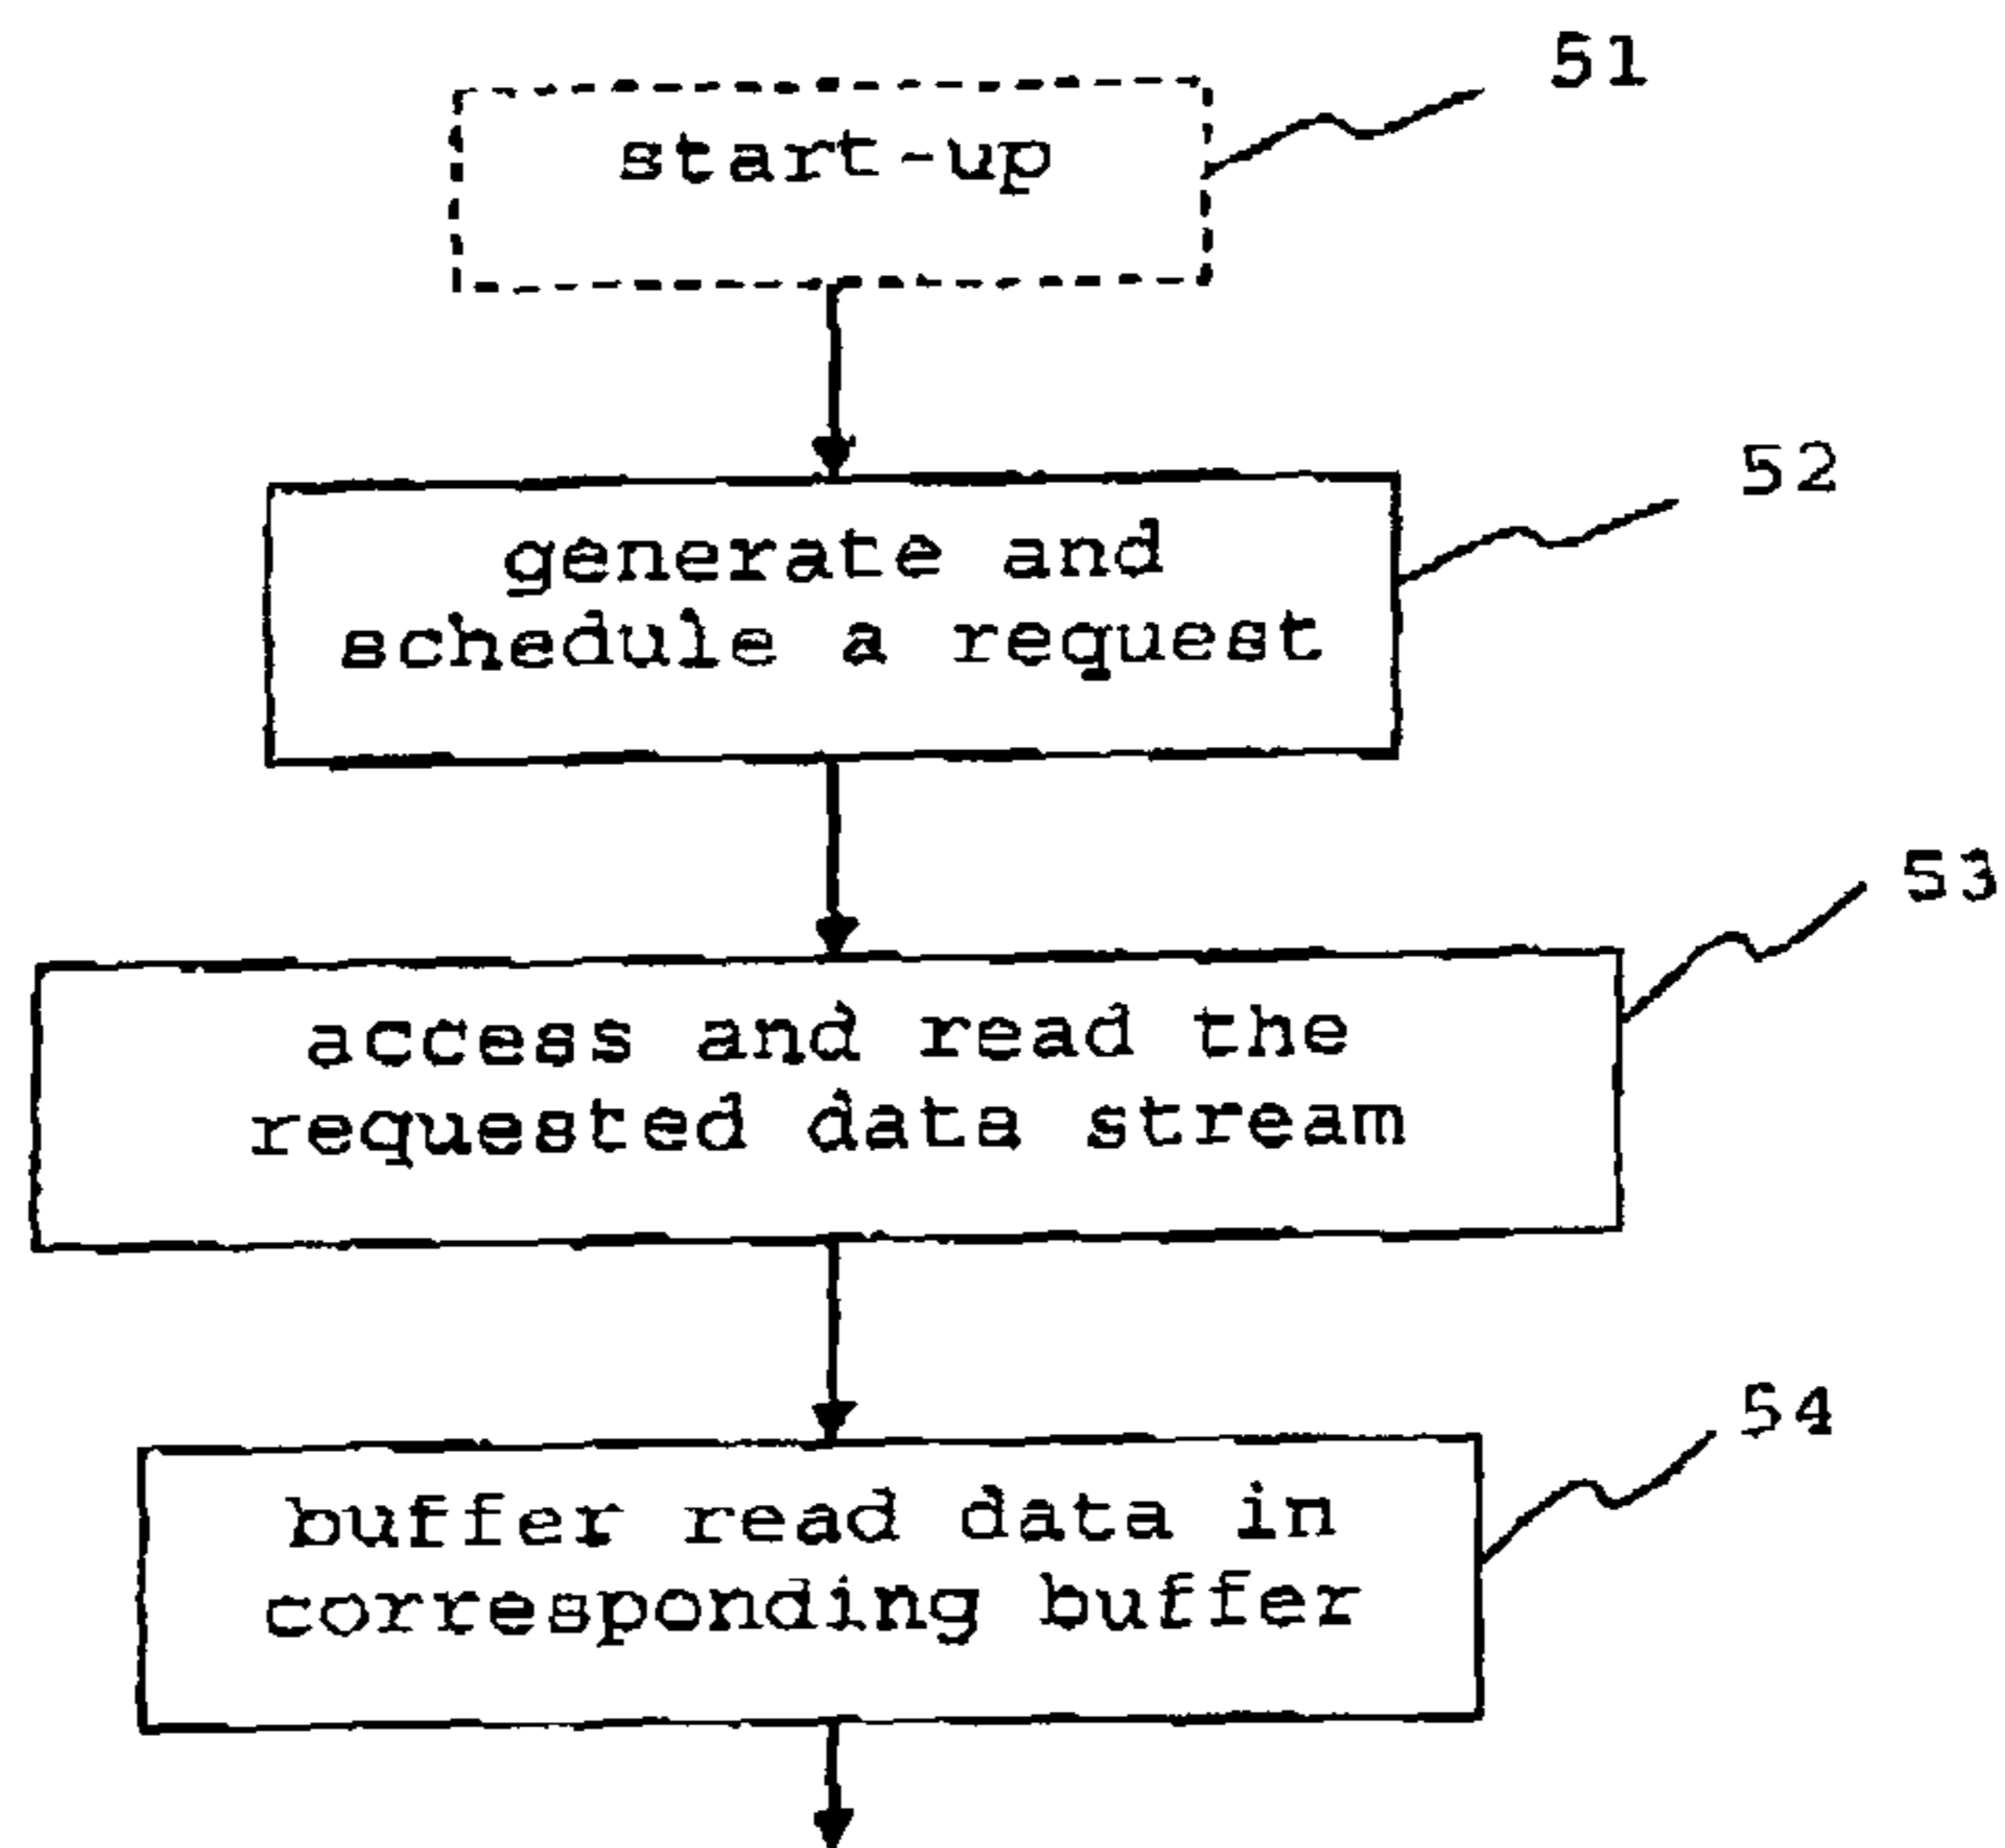 51
start-up
52
generate and
schedule a request
53
access and read the
requested data stream
54
buffer read data in
corresponding buffer